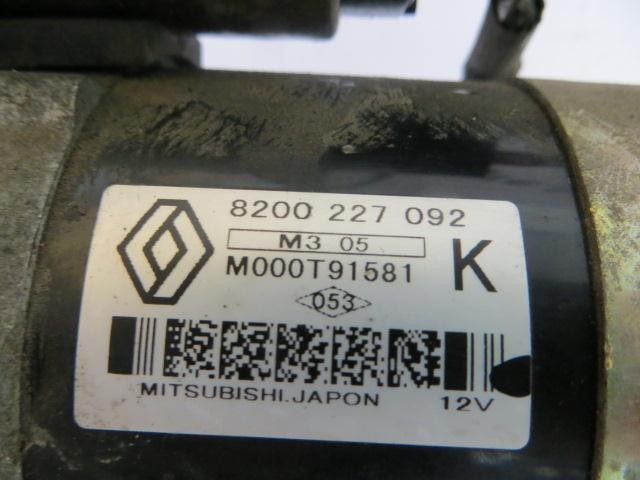 8200 227 092
M3 05
M000T91581
K
053
MITSUBISHI.JAPON
12V